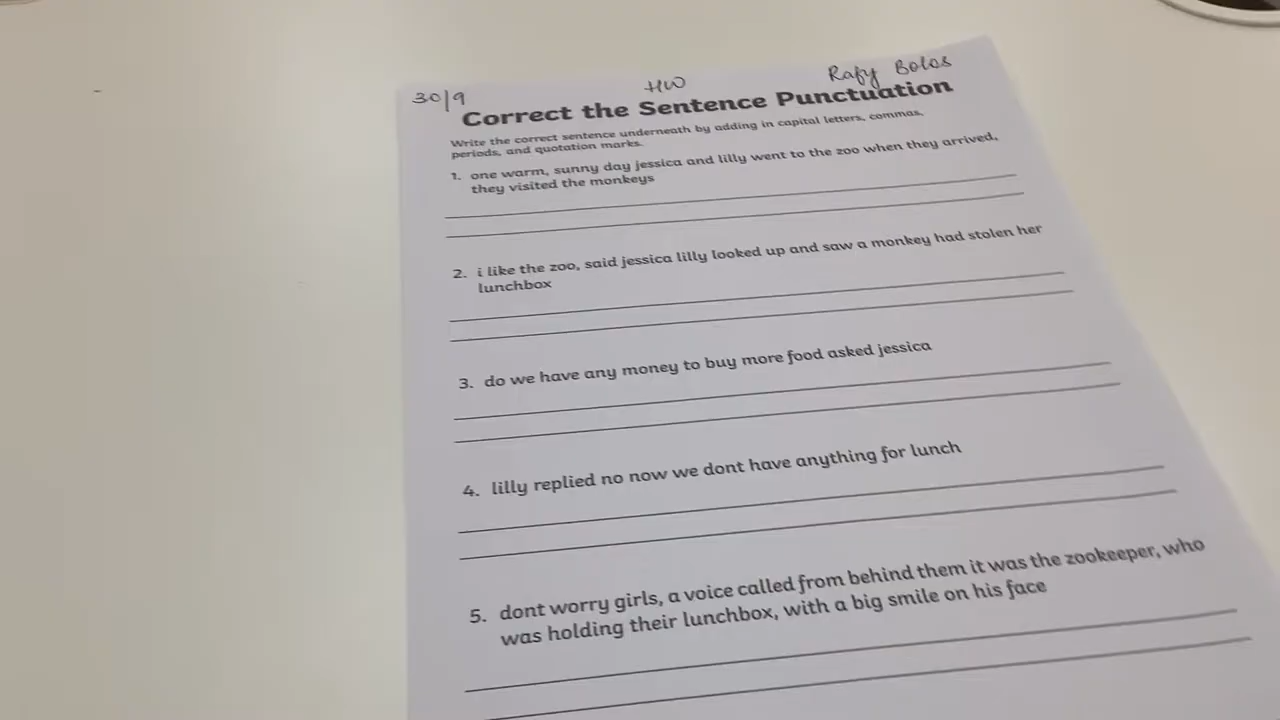 30/9 HW Rafy Bolos
Correct the Sentence Punctuation
Write the correct sentence underneath by adding in capital letters, commas,
periods, and quotation marks.
1. one warm, sunny day jessica and lilly went to the zoo when they arrived,
they visited the monkeys
2. i like the zoo, said jessica lilly looked up and saw a monkey had stolen her
lunchbox
3. do we have any money to buy more food asked jessica
4. lilly replied no now we dont have anything for lunch
5. dont worry girls, a voice called from behind them it was the zookeeper, who
was holding their lunchbox, with a big smile on his face